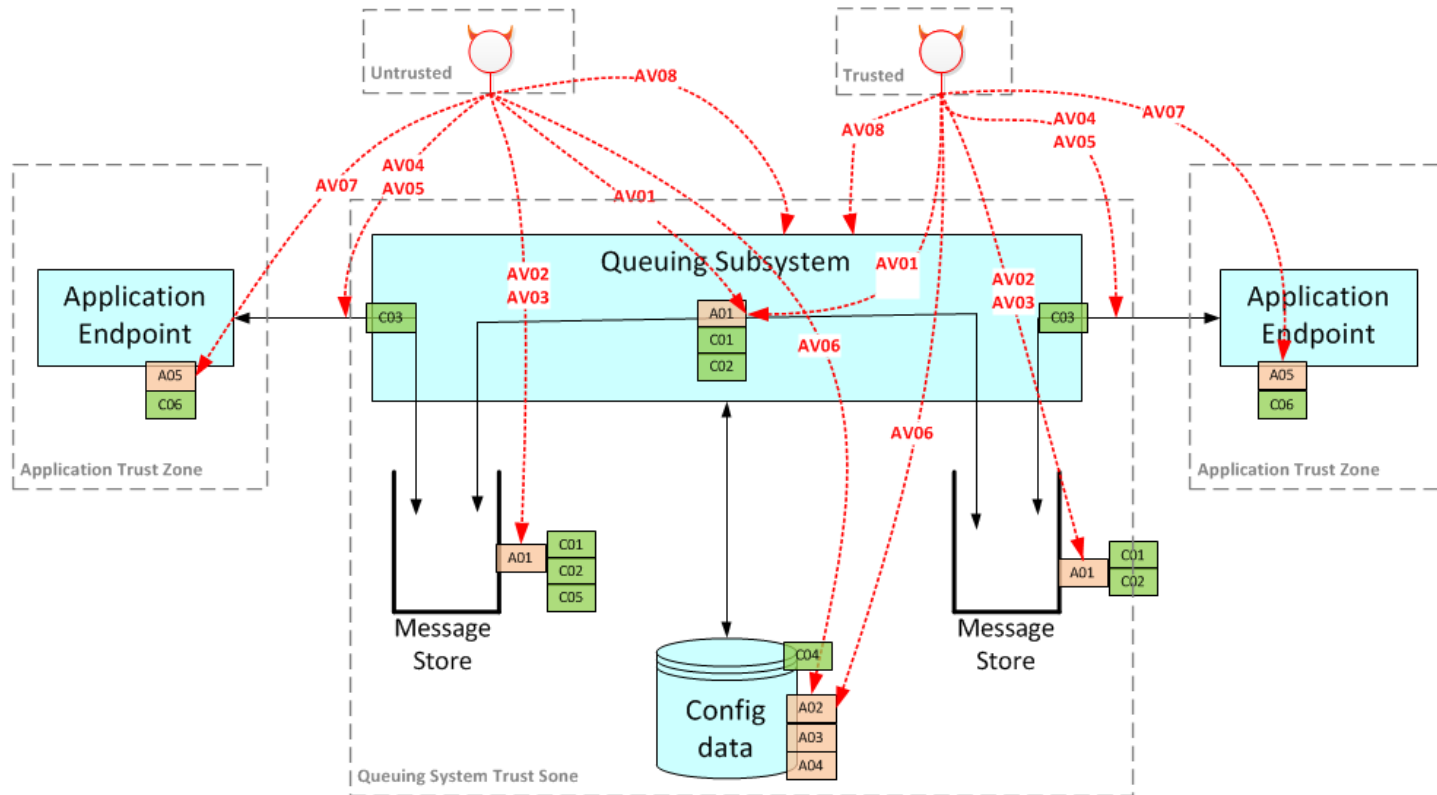 Untrusted
Trusted
AV08
AV07
AV04
AV05
AV08
AV04
AV05
AV07
AV01
AV01
AV02
AV03
AV02
AV03
Queuing Subsystem
Application
Endpoint
C03
A01
C01
C02
C03
Application
Endpoint
AV06
A05
C06
A05
C06
AV06
Application Trust Zone
Application Trust Zone
A01
C01
C02
C05
A01
C01
C02
Message
Store
Message
Store
C04
Config
data
A02
A03
A04
Queuing System Trust Sone